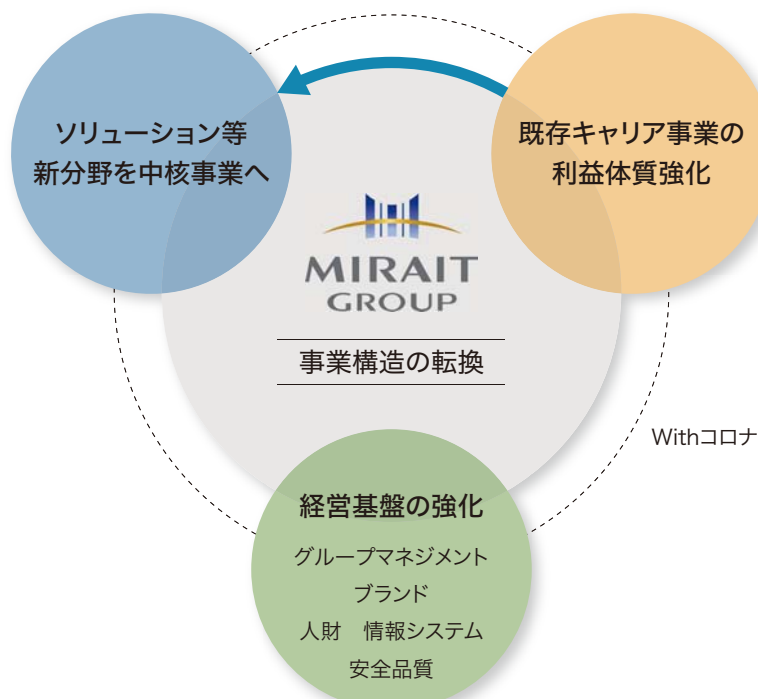 ソリューション等
新分野を中核事業へ
既存キャリア事業の
利益体質強化
MIRAIT
GROUP
事業構造の転換
Withコロナ
経営基盤の強化
グループマネジメント
ブランド
人財　情報システム
安全品質